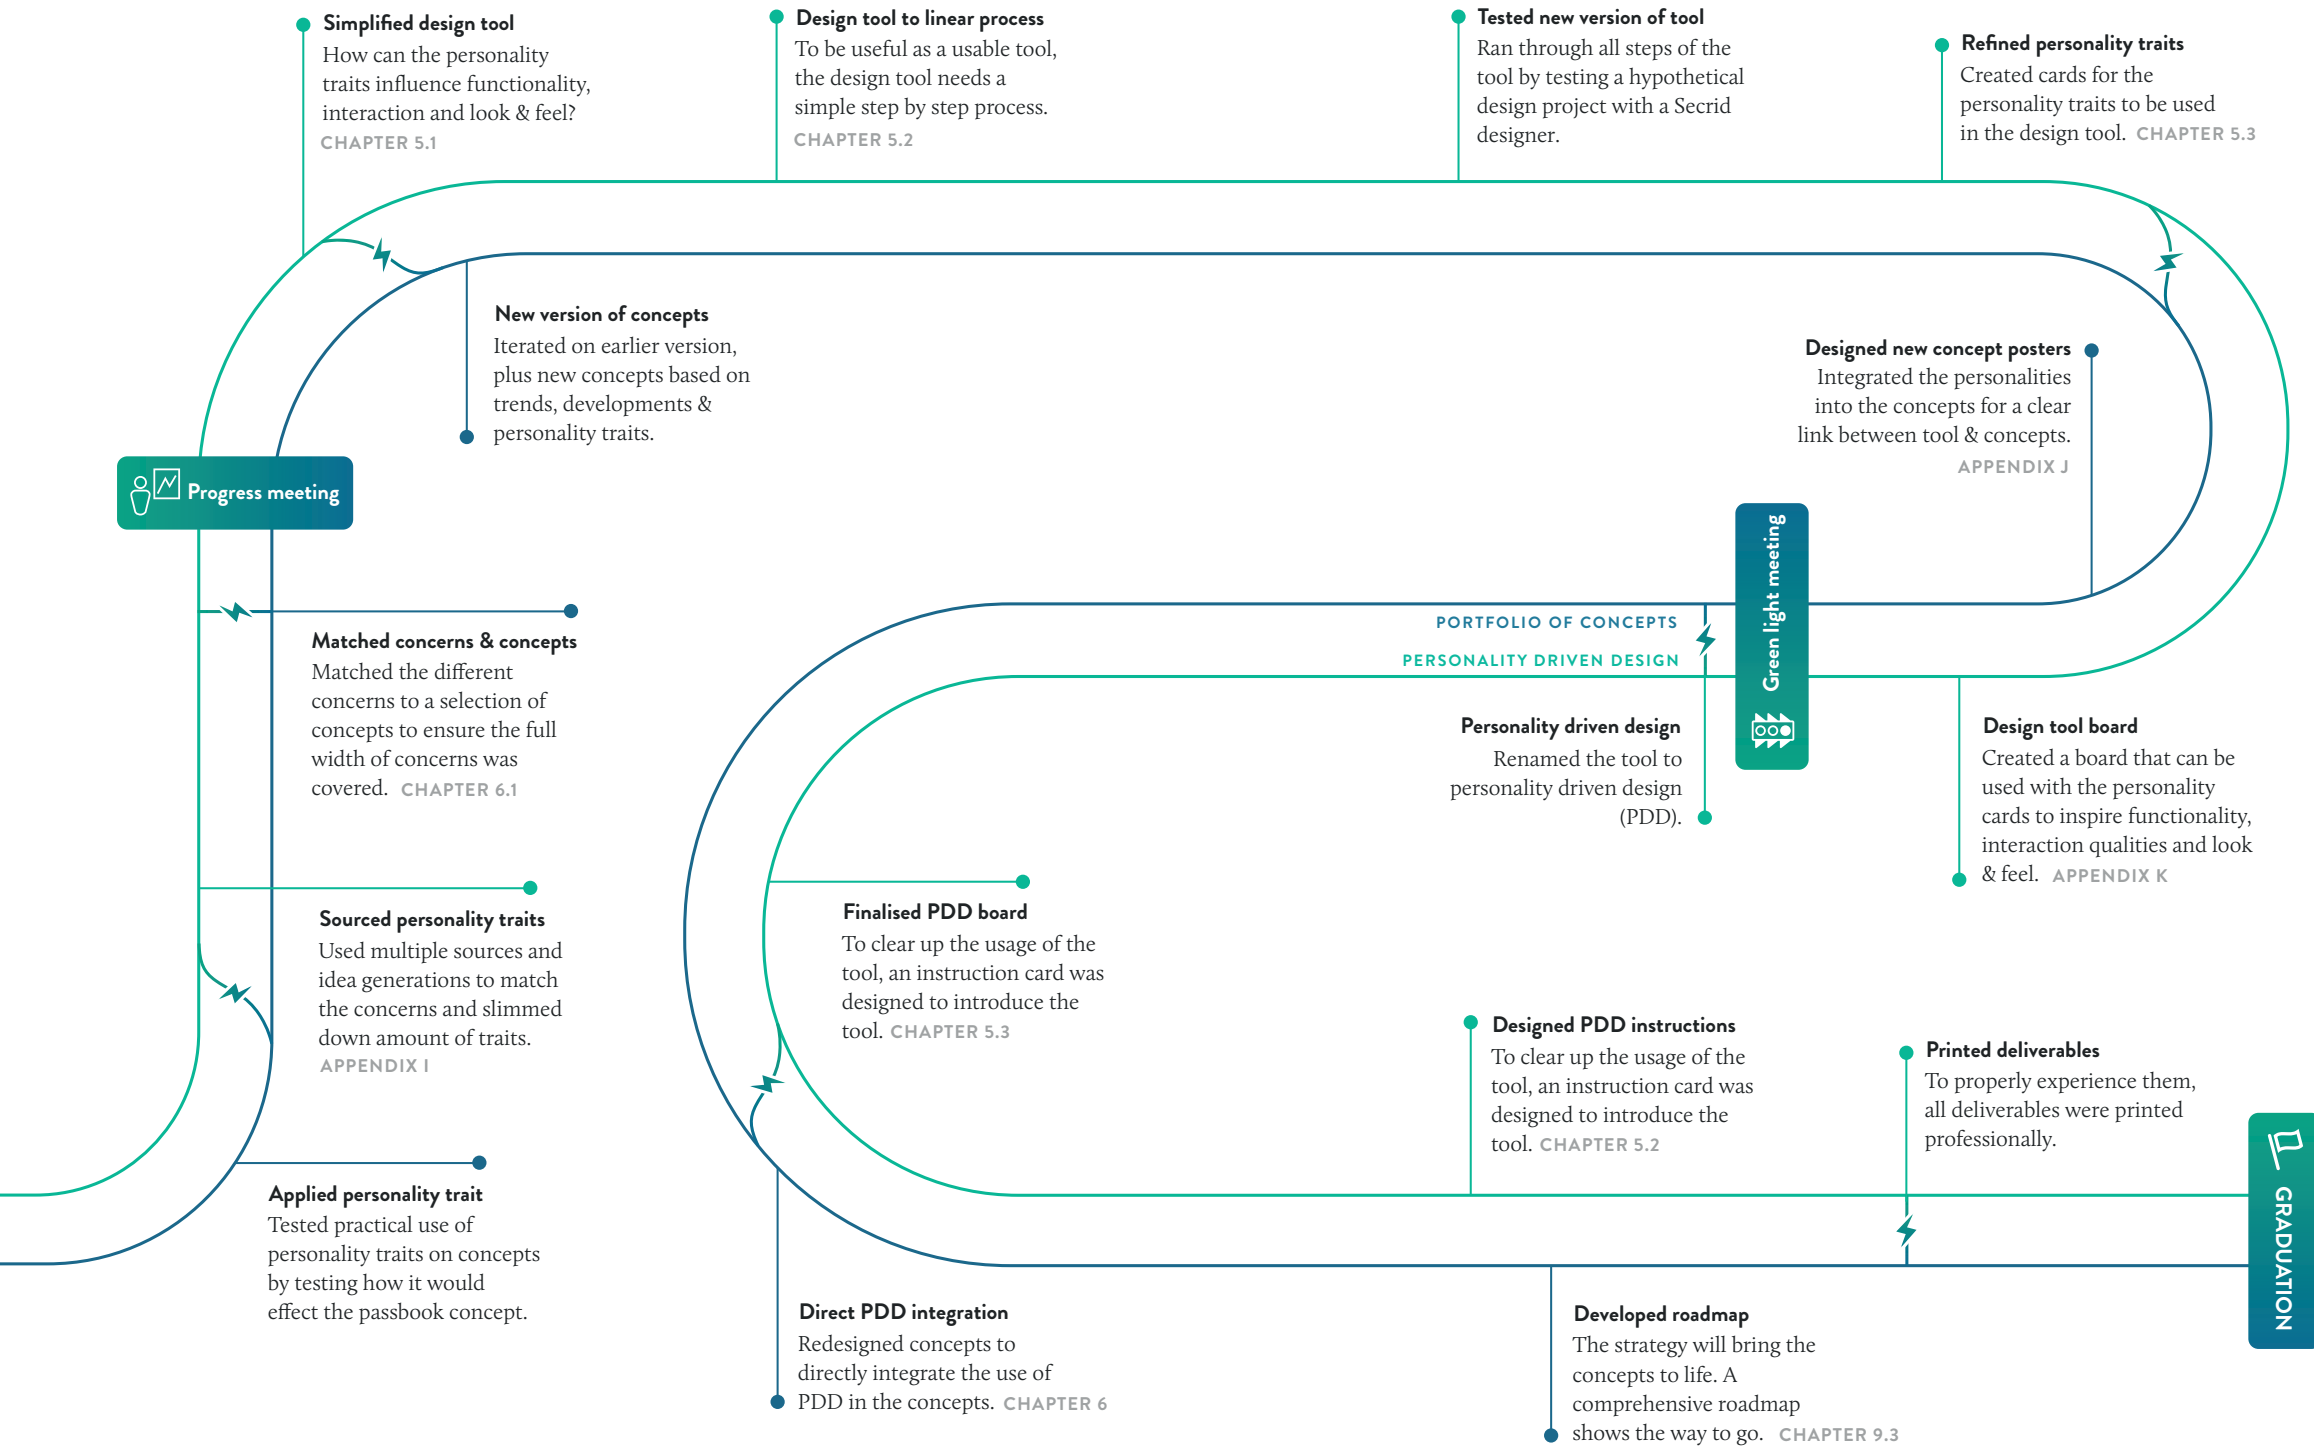 Simplified design tool
How can the personality
traits influence functionality,
interaction and look & feel?
CHAPTER 5.1
Design tool to linear process
To be useful as a usable tool,
the design tool needs a
simple step by step process.
CHAPTER 5.2
Tested new version of tool
Ran through all steps of the
tool by testing a hypothetical
design project with a Secrid
designer.
Refined personality traits
Created cards for the
personality traits to be used
in the design tool. CHAPTER 5.3
New version of concepts
Iterated on earlier version,
plus new concepts based on
trends, developments &
personality traits.
Designed new concept posters
Integrated the personalities
into the concepts for a clear
link between tool & concepts.
APPENDIX J
Progress meeting
Green light meeting
Matched concerns & concepts
Matched the different
concerns to a selection of
concepts to ensure the full
width of concerns was
covered. CHAPTER 6.1
PORTFOLIO OF CONCEPTS
PERSONALITY DRIVEN DESIGN
Personality driven design
Renamed the tool to
personality driven design
(PDD).
Design tool board
Created a board that can be
used with the personality
cards to inspire functionality,
interaction qualities and look
& feel. APPENDIX K
Sourced personality traits
Used multiple sources and
idea generations to match
the concerns and slimmed
down amount of traits.
APPENDIX I
Finalised PDD board
To clear up the usage of the
tool, an instruction card was
designed to introduce the
tool. CHAPTER 5.3
Designed PDD instructions
To clear up the usage of the
tool, an instruction card was
designed to introduce the
tool. CHAPTER 5.2
Printed deliverables
To properly experience them,
all deliverables were printed
professionally.
GRADUATION
Applied personality trait
Tested practical use of
personality traits on concepts
by testing how it would
effect the passbook concept.
Direct PDD integration
Redesigned concepts to
directly integrate the use of
PDD in the concepts. CHAPTER 6
Developed roadmap
The strategy will bring the
concepts to life. A
comprehensive roadmap
shows the way to go. CHAPTER 9.3